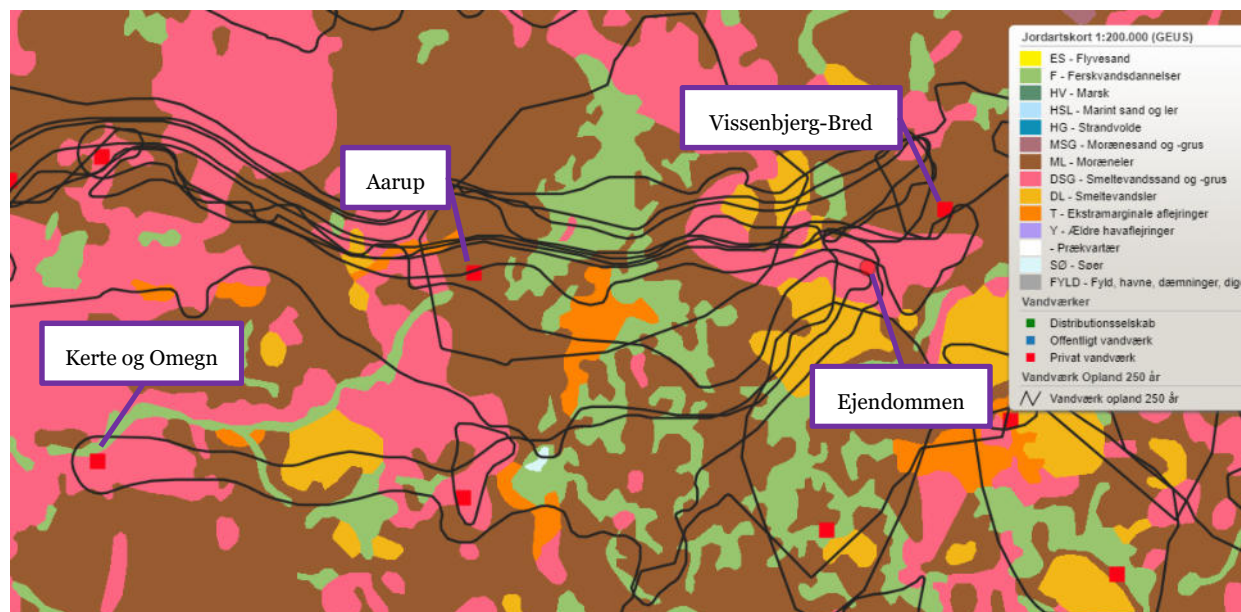 Vissenbjerg-Bred
Aarup
Kerte og Omegn
Ejendommen
Jordartskort 1:200.000 (GEUS)
ES - Flyvesand
F - Ferskvandsdannelser
HV - Marsk
HSL - Marint sand og ler
HG - Strandvolde
MSG - Morænesand og -grus
ML - Moræneler
DSG - Smeltevandssand og -grus
DL - Smeltevandsler
T - Ekstramarginale aflejringer
Y - Ældre havaflejringer
- Prækvartær
SØ - Søer
FYLD - Fyld, havne, dæmninger, dige
Vandværker
Distributionsselskab
Offentligt vandværk
Privat vandværk
Vandværk Opland 250 år
Vandværk opland 250 år